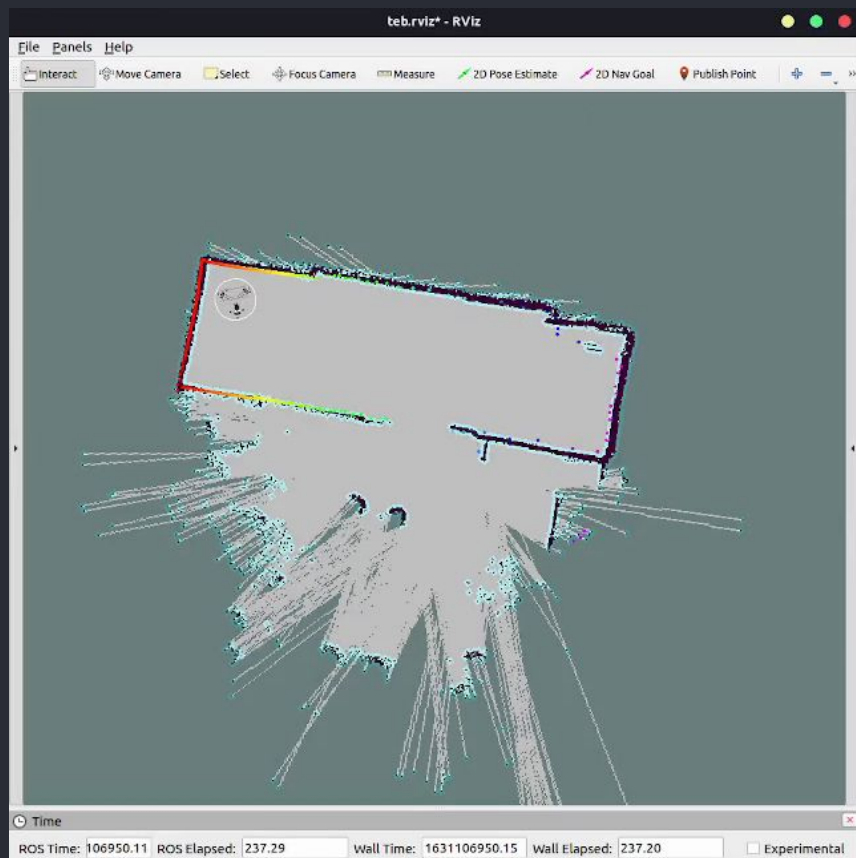 teb.rviz* - RViz
File Panels Help
Interact Move Camera Select Focus Camera Measure 2D Pose Estimate 2D Nav Goal Publish Point »
Time
ROS Time: 106950.11 ROS Elapsed: 237.29 Wall Time: 1631106950.15 Wall Elapsed: 237.20 Experimental